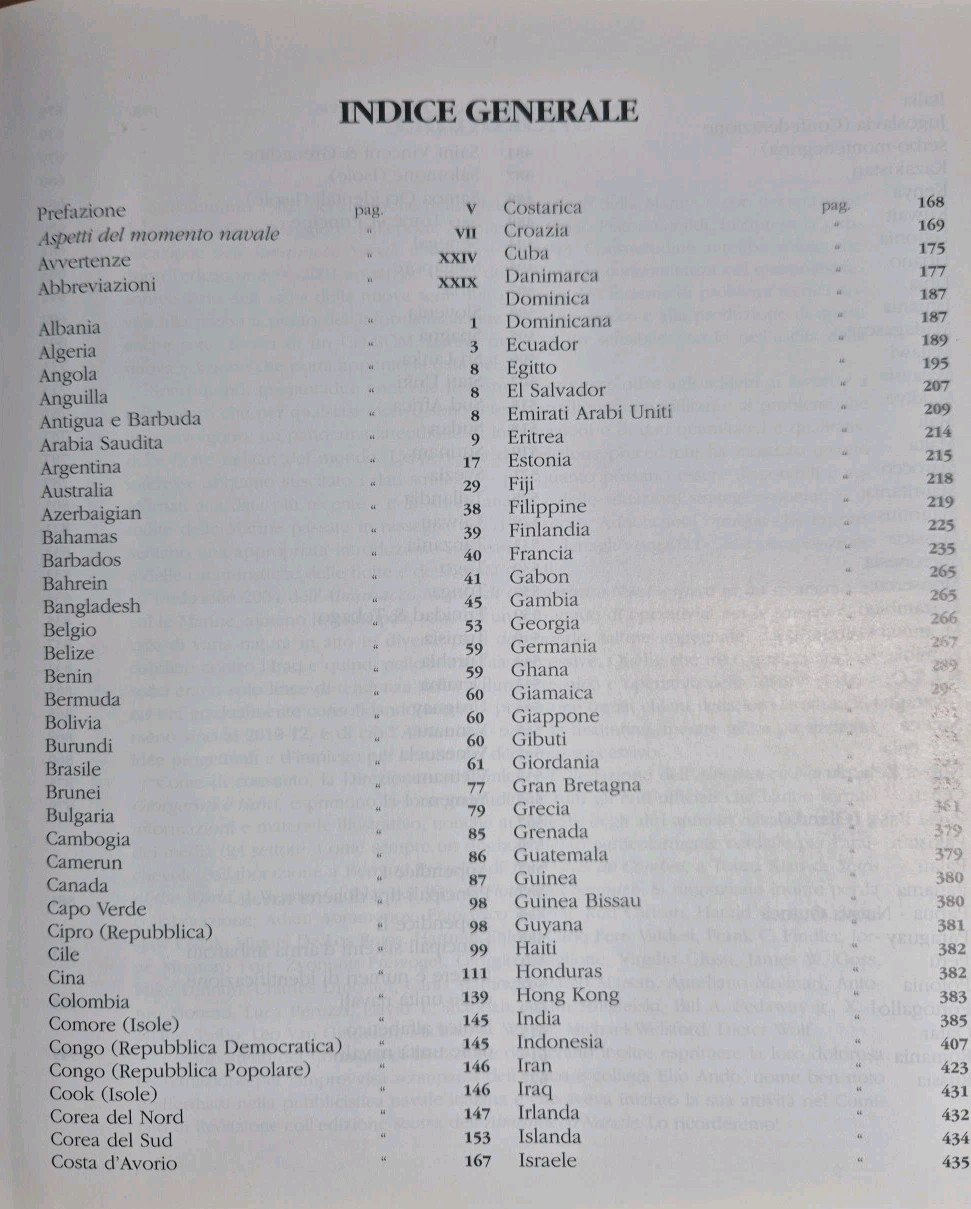 INDICE GENERALE
Prefazione pag. V
Aspetti del momento navale “ VII
Avvertenze “ XXIV
Abbreviazioni “ XXIX
Albania “ 1
Algeria “ 3
Angola “ 8
Anguilla “ 8
Antigua e Barbuda “ 8
Arabia Saudita “ 9
Argentina “ 17
Australia “ 29
Azerbaigian “ 38
Bahamas “ 39
Barbados “ 40
Bahrein “ 41
Bangladesh “ 45
Belgio “ 53
Belize “ 59
Benin “ 59
Bermuda “ 60
Bolivia “ 60
Burundi “ 60
Brasile “ 61
Brunei “ 77
Bulgaria “ 79
Cambogia “ 85
Camerun “ 86
Canada “ 87
Capo Verde “ 98
Cipro (Repubblica) “ 98
Cile “ 99
Cina “ 111
Colombia “ 139
Comore (Isole) “ 145
Congo (Repubblica Democratica) “ 145
Congo (Repubblica Popolare) “ 146
Cook (Isole) “ 146
Corea del Nord “ 147
Corea del Sud “ 153
Costa d'Avorio “ 167
Costarica pag. 168
Croazia “ 169
Cuba “ 175
Danimarca “ 177
Dominica “ 187
Dominicana “ 187
Ecuador “ 189
Egitto “ 195
El Salvador “ 207
Emirati Arabi Uniti “ 209
Eritrea “ 214
Estonia “ 215
Fiji “ 218
Filippine “ 219
Finlandia “ 225
Francia “ 235
Gabon “ 265
Gambia “ 265
Georgia “ 266
Germania “ 267
Ghana “ 289
Giamaica “
Giappone “
Gibuti “
Giordania “
Gran Bretagna “
Grecia “ 361
Grenada “ 379
Guatemala “ 379
Guinea “ 380
Guinea Bissau “ 380
Guyana “ 381
Haiti “ 382
Honduras “ 382
Hong Kong “ 383
India “ 385
Indonesia “ 407
Iran “ 423
Iraq “ 431
Irlanda “ 432
Islanda “ 434
Israele “ 435